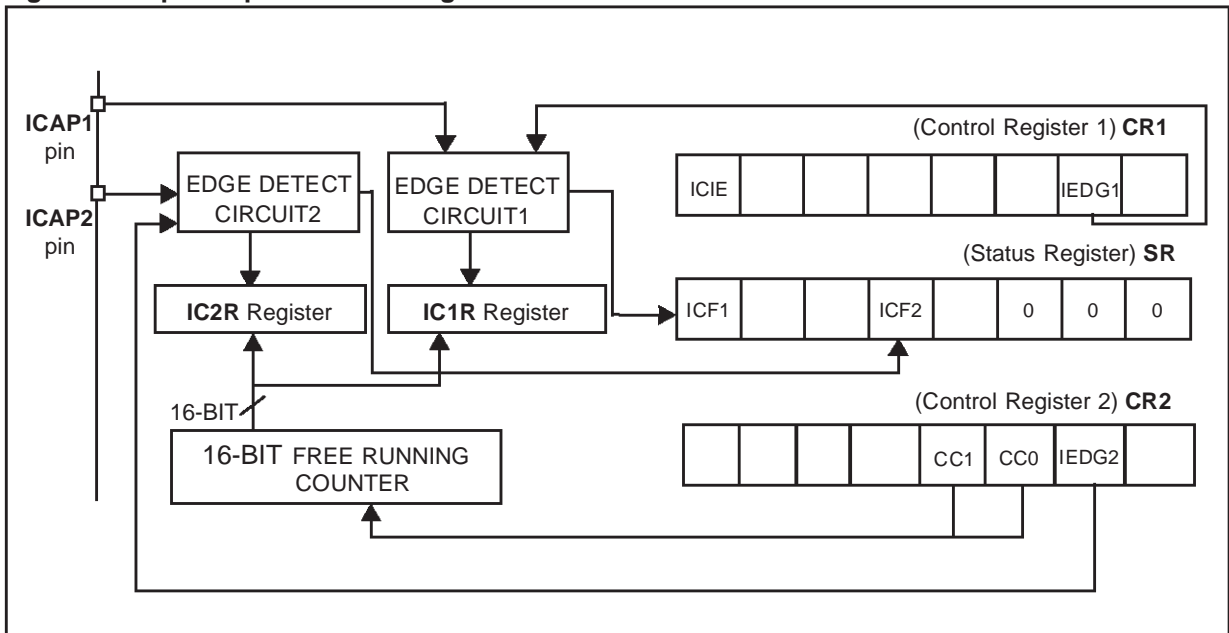 ICAP1
pin
ICAP2
pin
EDGE DETECT
CIRCUIT2
EDGE DETECT
CIRCUIT1
IC2R Register
IC1R Register
16-BIT
16-BIT FREE RUNNING
COUNTER
(Control Register 1) CR1
ICIE IEDG1
(Status Register) SR
ICF1 ICF2 0 0 0
(Control Register 2) CR2
CC1 CC0 IEDG2